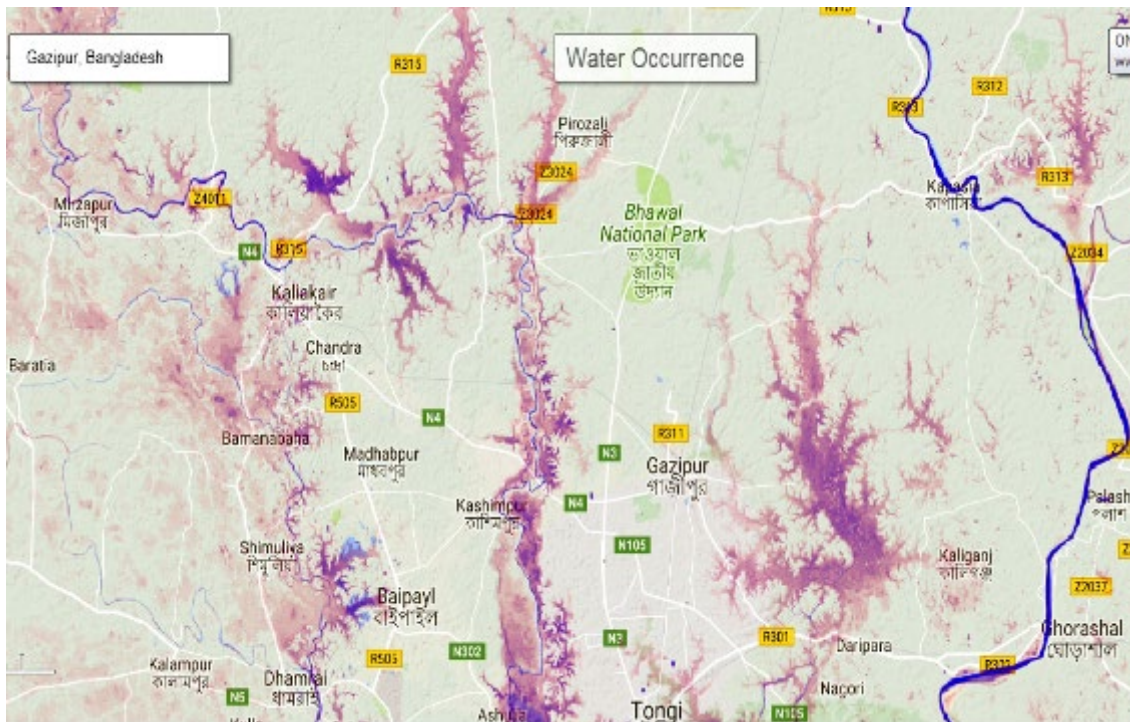 R315
Gazipur, Bangladesh
Water Occurrence
R315
R312
R313
Pirozali
পিরুজালী
Z3024
R313
Kapasia
কাপাসিয়া
Mirzapur
মির্জাপুর
Z4011
Z3024
Bhawal
National Park
ভাওয়াল
জাতীয়
উদ্যান
N4
R315
Z2034
Kaliakair
কালিয়াকৈর
Chandra
চন্দ্রা
Baratia
R505
N4
R311
Bamanabaha
Madhabpur
মাধবপুর
N3
Gazipur
গাজীপুর
Kashimpur
কাশিমপুর
N4
Palash
পলাশ
N105
Shimuliya
শিমুলিয়া
Kaliganj
কালিগঞ্জ
Baipayl
বাইপাইল
Z2037
N3
R301
Daripara
Ghorashal
ঘোড়াশাল
N302
R505
Kalampur
কালামপুর
N5
Dhamrai
ধামরাই
Nagori
Tongi
N105